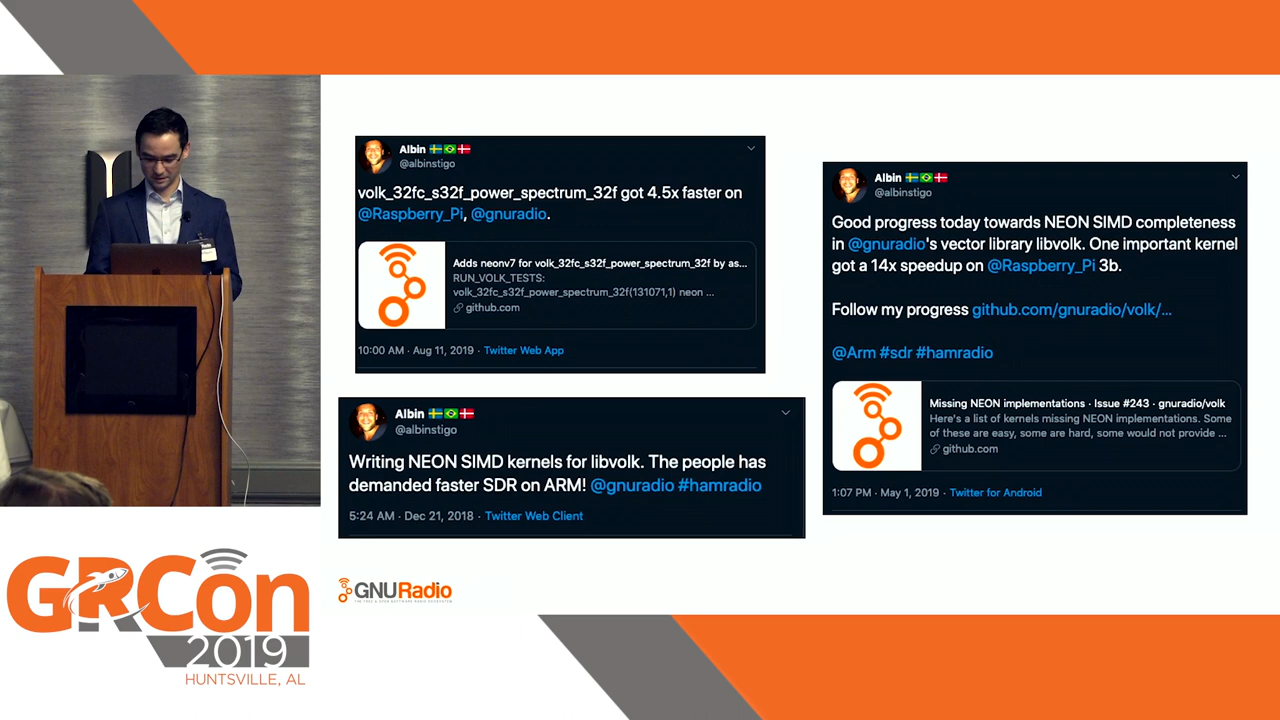 Albin
@albinstigo
volk_32fc_s32f_power_spectrum_32f got 4.5x faster on
@Raspberry_Pi, @gnuradio.
Adds neonv7 for volk_32fc_s32f_power_spectrum_32f by as...
RUN_VOLK_TESTS:
volk_32fc_s32f_power_spectrum_32f(131071,1) neon ...
github.com
10:00 AM · Aug 11, 2019 · Twitter Web App
Albin
@albinstigo
Writing NEON SIMD kernels for libvolk. The people has
demanded faster SDR on ARM! @gnuradio #hamradio
5:24 AM · Dec 21, 2018 · Twitter Web Client
Albin
@albinstigo
Good progress today towards NEON SIMD completeness
in @gnuradio's vector library libvolk. One important kernel
got a 14x speedup on @Raspberry_Pi 3b.
Follow my progress github.com/gnuradio/volk/...
@Arm #sdr #hamradio
Missing NEON implementations · Issue #243 · gnuradio/volk
Here's a list of kernels missing NEON implementations. Some
of these are easy, some are hard, some would not provide ...
github.com
1:07 PM · May 1, 2019 · Twitter for Android
GRCon
2019
HUNTSVILLE, AL
GNURadio
THE FREE & OPEN SOFTWARE RADIO ECOSYSTEM